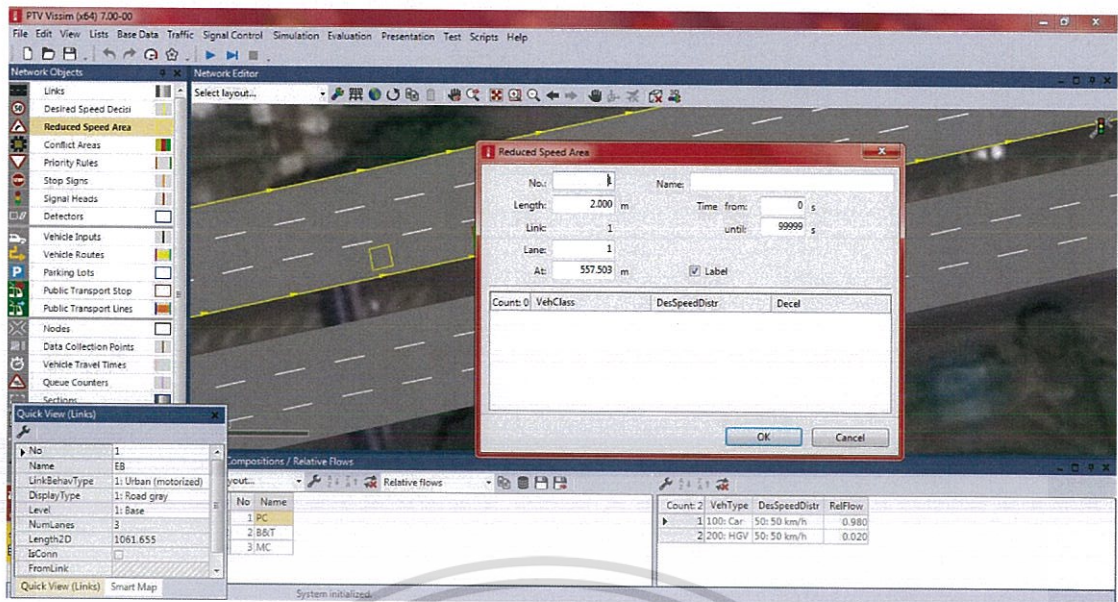 PTV Vissim (x64) 7.00-00
File Edit View Lists Base Data Traffic Signal Control Simulation Evaluation Presentation Test Scripts Help
Network Objects
Network Editor
Select layout...
Links
50
Desired Speed Decisi
Reduced Speed Area
Conflict Areas
Priority Rules
STOP
Stop Signs
Signal Heads
Detectors
Vehicle Inputs
Vehicle Routes
P
Parking Lots
Public Transport Stop
Public Transport Lines
Nodes
Data Collection Points
Vehicle Travel Times
Queue Counters
Sections
Reduced Speed Area
No.: 1 Name:
Length: 2.000 m Time from: 0 s
Link: 1 until: 99999 s
Lane: 1
At: 557.503 m Label
Count: 0 VehClass DesSpeedDistr Decel
OK Cancel
Quick View (Links)
No 1
Name EB
LinkBehavType 1: Urban (motorized)
DisplayType 1: Road gray
Level 1: Base
NumLanes 3
Length2D 1061.655
IsConn
FromLink
Quick View (Links) Smart Map
Compositions / Relative Flows
Relative flows
No Name
1 PC
2 B&T
3 MC
Count: 2 VehType DesSpeedDistr RelFlow
1 100: Car 50: 50 km/h 0.980
2 200: HGV 50: 50 km/h 0.020
System initialized.